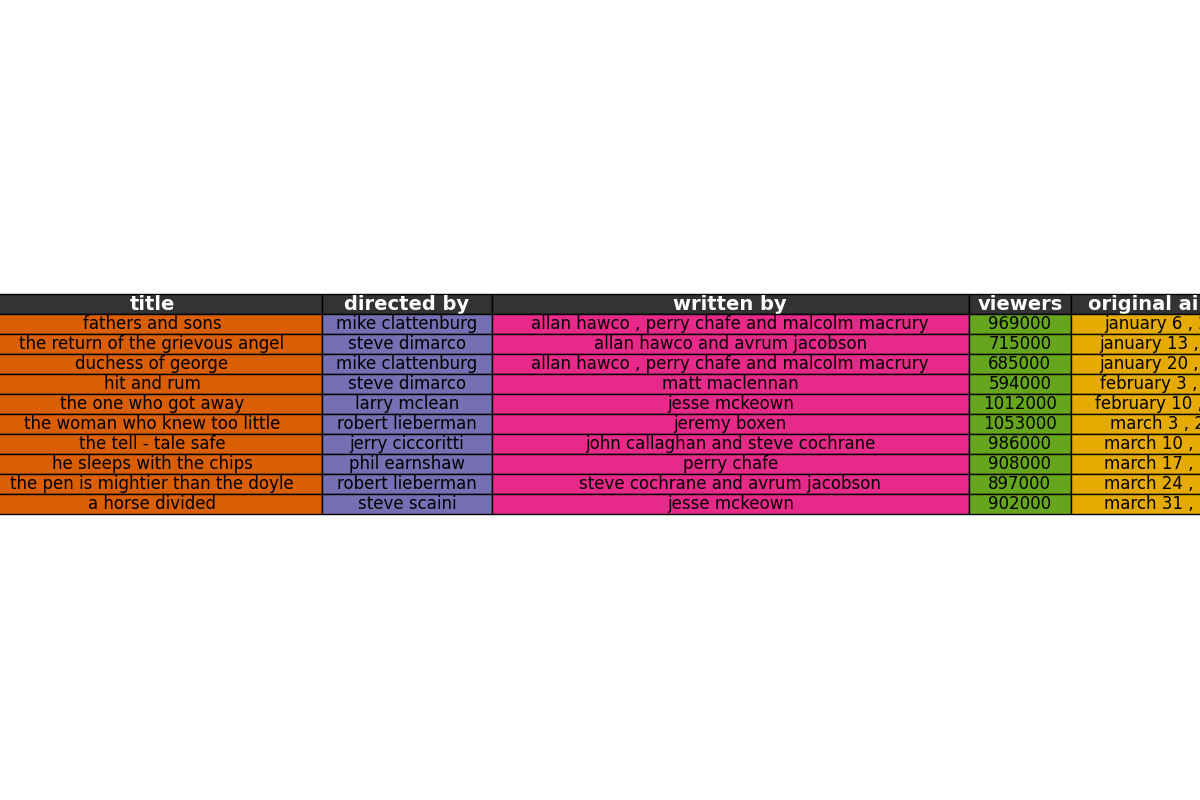 title directed by written by viewers original ai
fathers and sons mike clattenburg allan hawco , perry chafe and malcolm macrury 969000 january 6 ,
the return of the grievous angel steve dimarco allan hawco and avrum jacobson 715000 january 13 ,
duchess of george mike clattenburg allan hawco , perry chafe and malcolm macrury 685000 january 20 ,
hit and rum steve dimarco matt maclennan 594000 february 3 ,
the one who got away larry mclean jesse mckeown 1012000 february 10 ,
the woman who knew too little robert lieberman jeremy boxen 1053000 march 3 , 2
the tell - tale safe jerry ciccoritti john callaghan and steve cochrane 986000 march 10 ,
he sleeps with the chips phil earnshaw perry chafe 908000 march 17 ,
the pen is mightier than the doyle robert lieberman steve cochrane and avrum jacobson 897000 march 24 ,
a horse divided steve scaini jesse mckeown 902000 march 31 ,